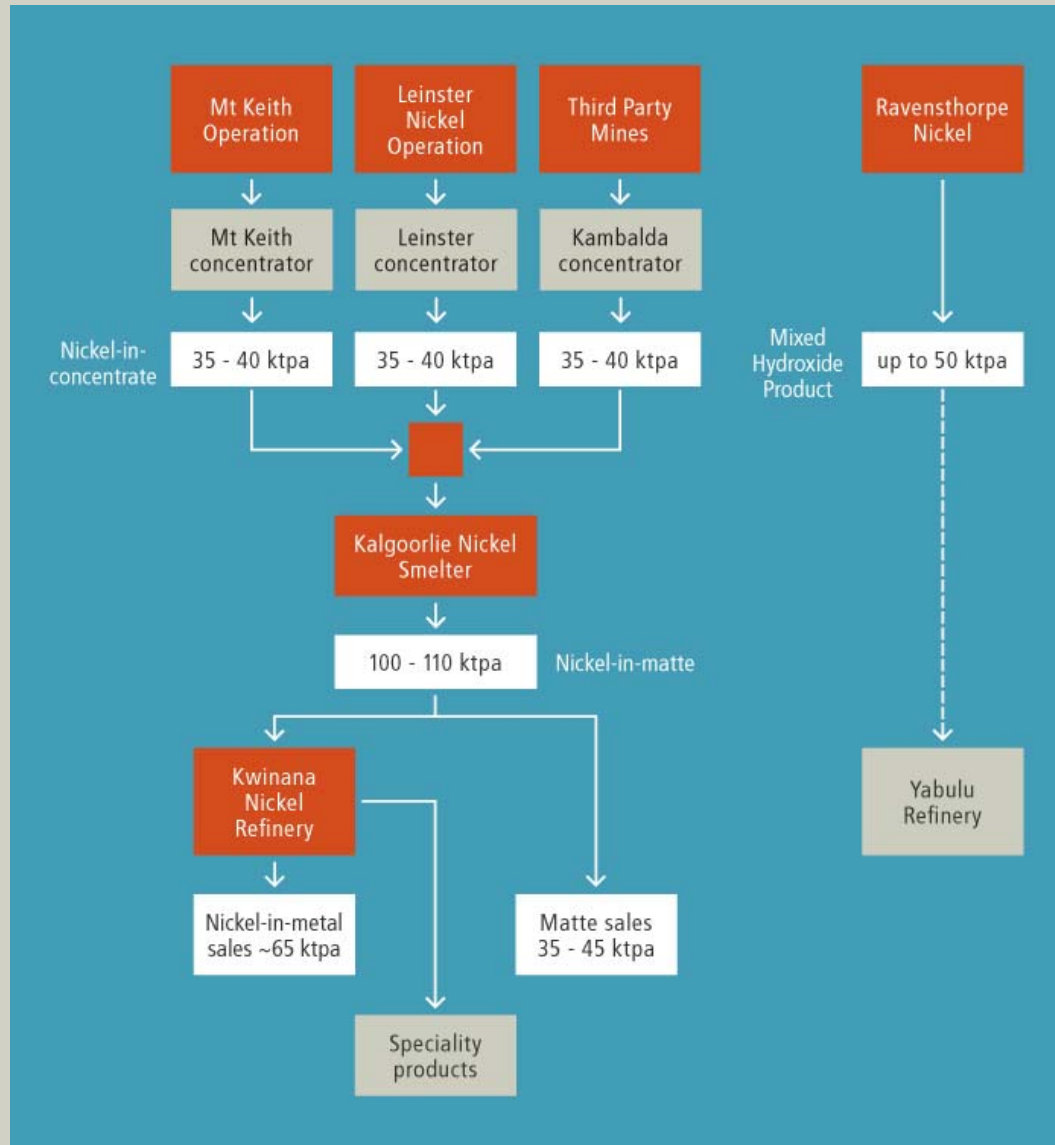 Mt Keith
Operation
Leinster
Nickel
Operation
Third Party
Mines
Ravensthorpe
Nickel
Mt Keith
concentrator
Leinster
concentrator
Kambalda
concentrator
Nickel-in-
concentrate
35 - 40 ktpa
35 - 40 ktpa
35 - 40 ktpa
Mixed
Hydroxide
Product
up to 50 ktpa
Kalgoorlie Nickel
Smelter
100 - 110 ktpa
Nickel-in-matte
Kwinana
Nickel
Refinery
Yabulu
Refinery
Nickel-in-metal
sales ~65 ktpa
Matte sales
35 - 45 ktpa
Speciality
products